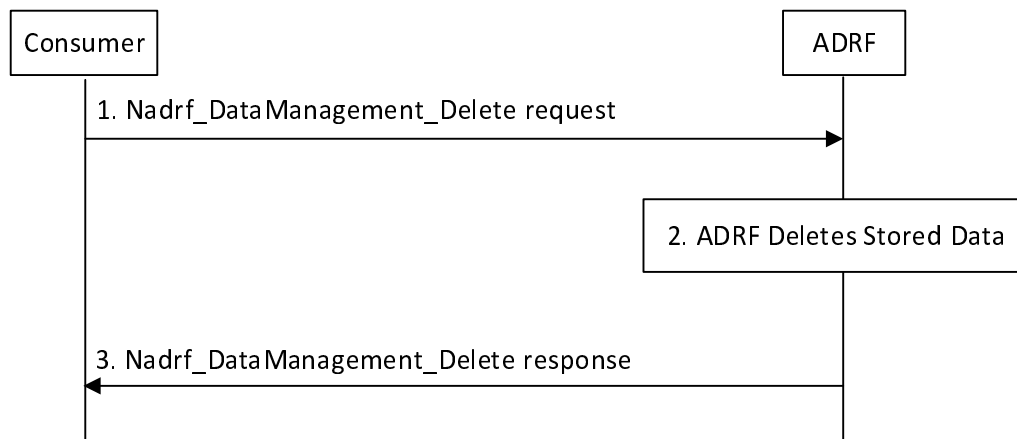 Consumer
ADRF
1. Nadrf_DataManagement_Delete request
2. ADRF Deletes Stored Data
3. Nadrf_DataManagement_Delete response